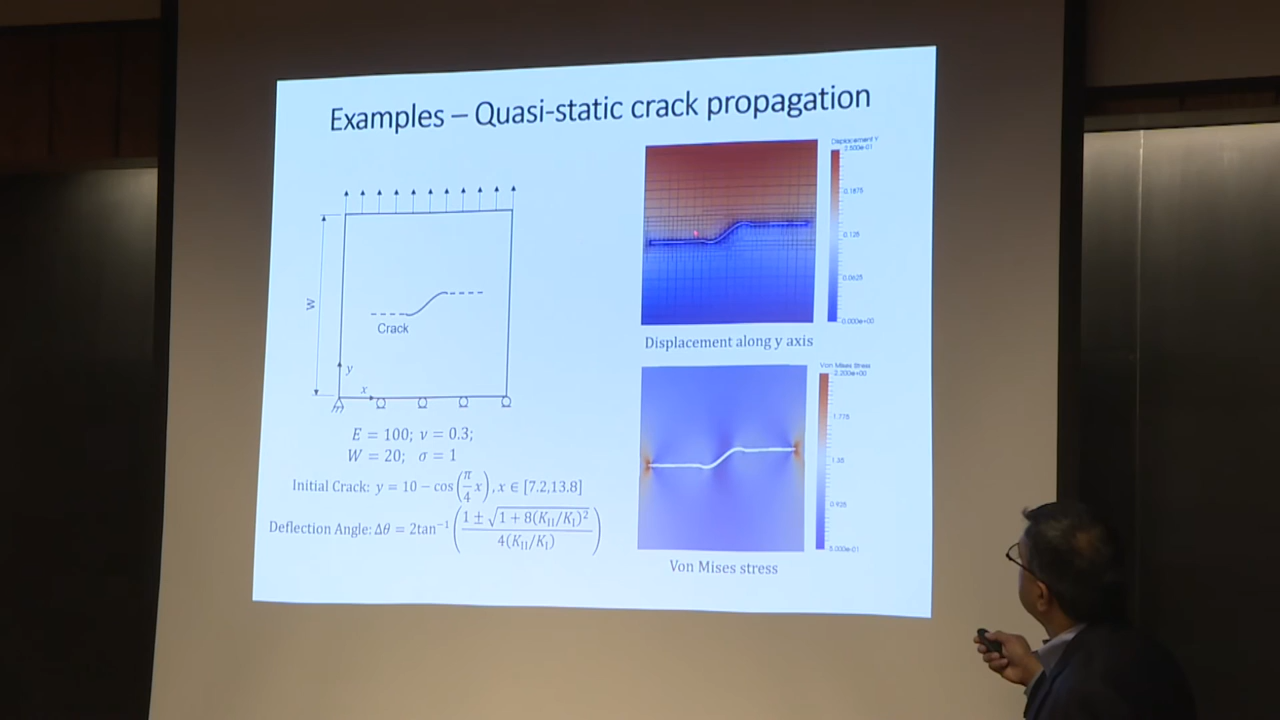 Examples – Quasi-static crack propagation
W
Crack
y
x
E = 100; ν = 0.3;
W = 20; σ = 1
Initial Crack: y = 10 − cos(π/4 x), x ∈ [7.2,13.8]
Deflection Angle: Δθ = 2tan⁻¹((1 ± √(1 + 8(K_II/K_I)²))/(4(K_II/K_I)))
Displacement Y
2.500e-01
0.1875
0.125
0.0625
0.000e+00
Displacement along y axis
Von Mises Stress
2.200e+00
1.775
1.35
0.925
5.000e-01
Von Mises stress